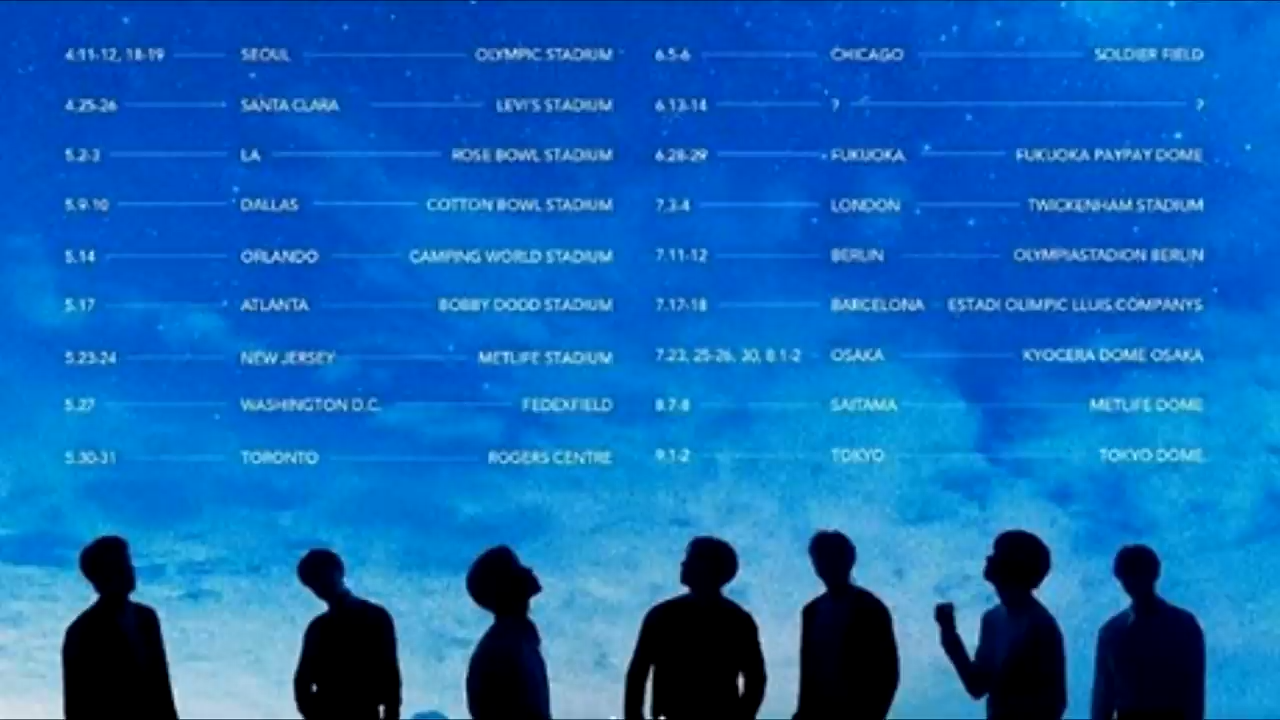 4.11-12, 18-19 SEOUL OLYMPIC STADIUM
4.25-26 SANTA CLARA LEVI'S STADIUM
5.2-3 LA ROSE BOWL STADIUM
5.9-10 DALLAS COTTON BOWL STADIUM
5.14 ORLANDO CAMPING WORLD STADIUM
5.17 ATLANTA BOBBY DODD STADIUM
5.23-24 NEW JERSEY METLIFE STADIUM
5.27 WASHINGTON D.C. FEDEXFIELD
5.30-31 TORONTO ROGERS CENTRE
6.5-6 CHICAGO SOLDIER FIELD
6.13-14 ? ?
6.28-29 FUKUOKA FUKUOKA PAYPAY DOME
7.3-4 LONDON TWICKENHAM STADIUM
7.11-12 BERLIN OLYMPIASTADION BERLIN
7.17-18 BARCELONA ESTADI OLIMPIC LLUIS COMPANYS
7.23, 25-26, 30, 8.1-2 OSAKA KYOCERA DOME OSAKA
8.7-8 SAITAMA METLIFE DOME
9.1-2 TOKYO TOKYO DOME